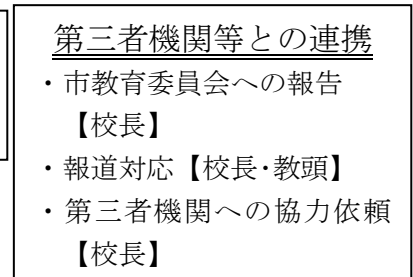 第三者機関等との連携
・市教育委員会への報告
【校長】
・報道対応【校長･教頭】
・第三者機関への協力依頼
【校長】